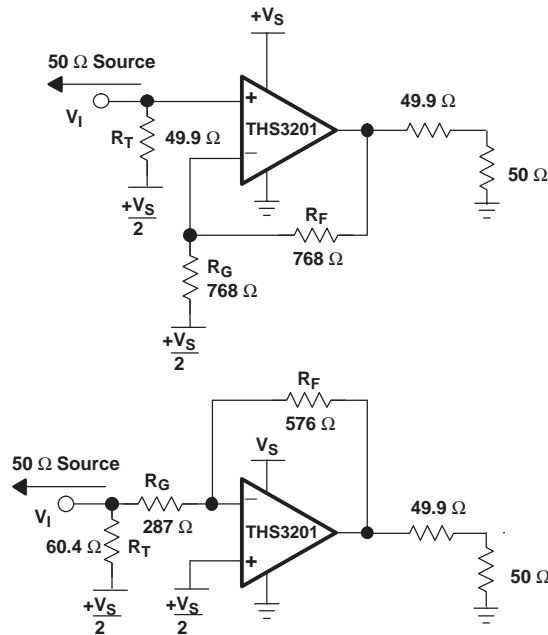 +VS
50 Ω Source
VI
+
THS3201
−
RT
49.9 Ω
+VS
2
49.9 Ω
50 Ω
RF
768 Ω
RG
768 Ω
+VS
2
RF
576 Ω
VS
50 Ω Source
RG
287 Ω
VI
−
THS3201
+
60.4 Ω
RT
+VS
2
+VS
2
49.9 Ω
50 Ω